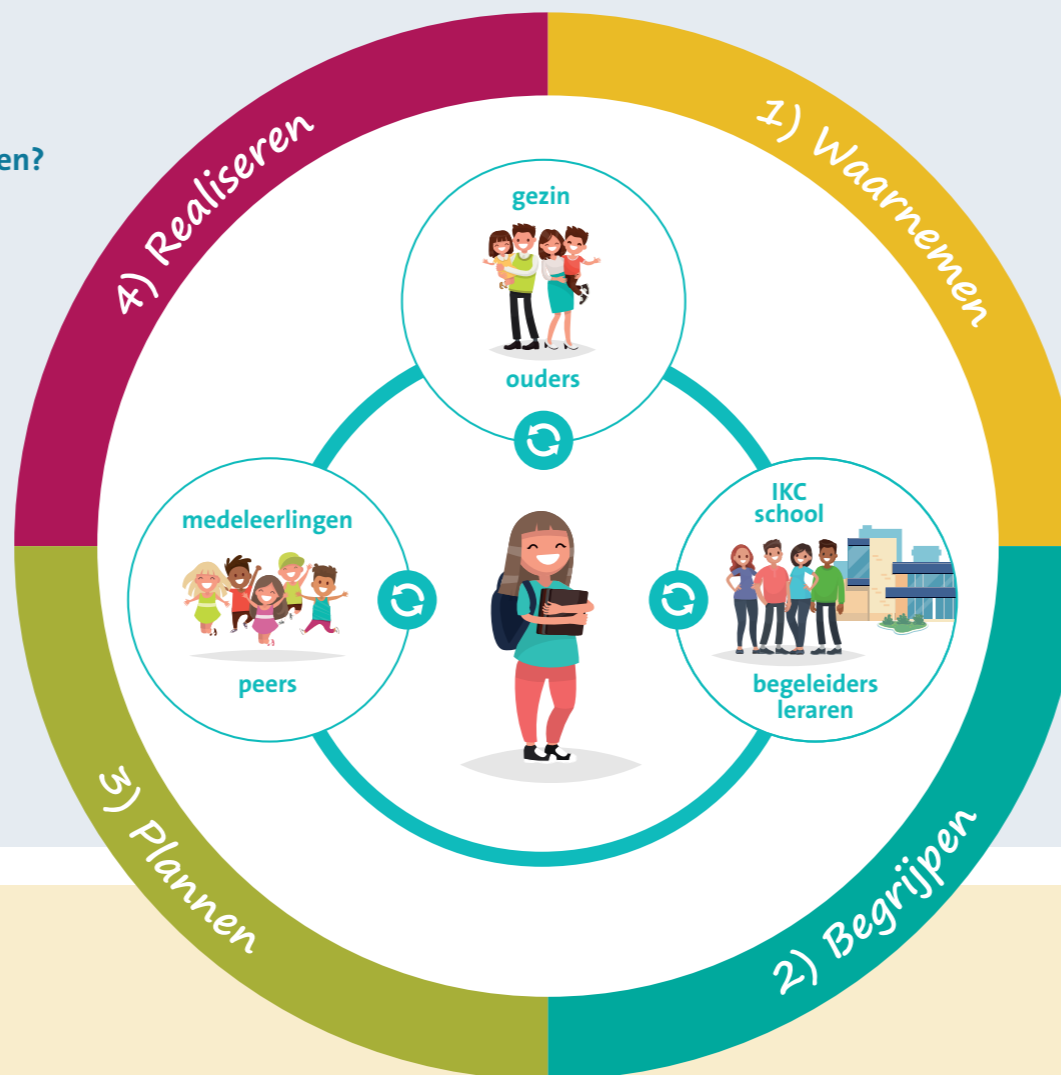 en?
4) Realiseren
1) Waarnemen
gezin
ouders
medeleerlingen
peers
IKC
school
begeleiders
leraren
3) Plannen
2) Begrijpen